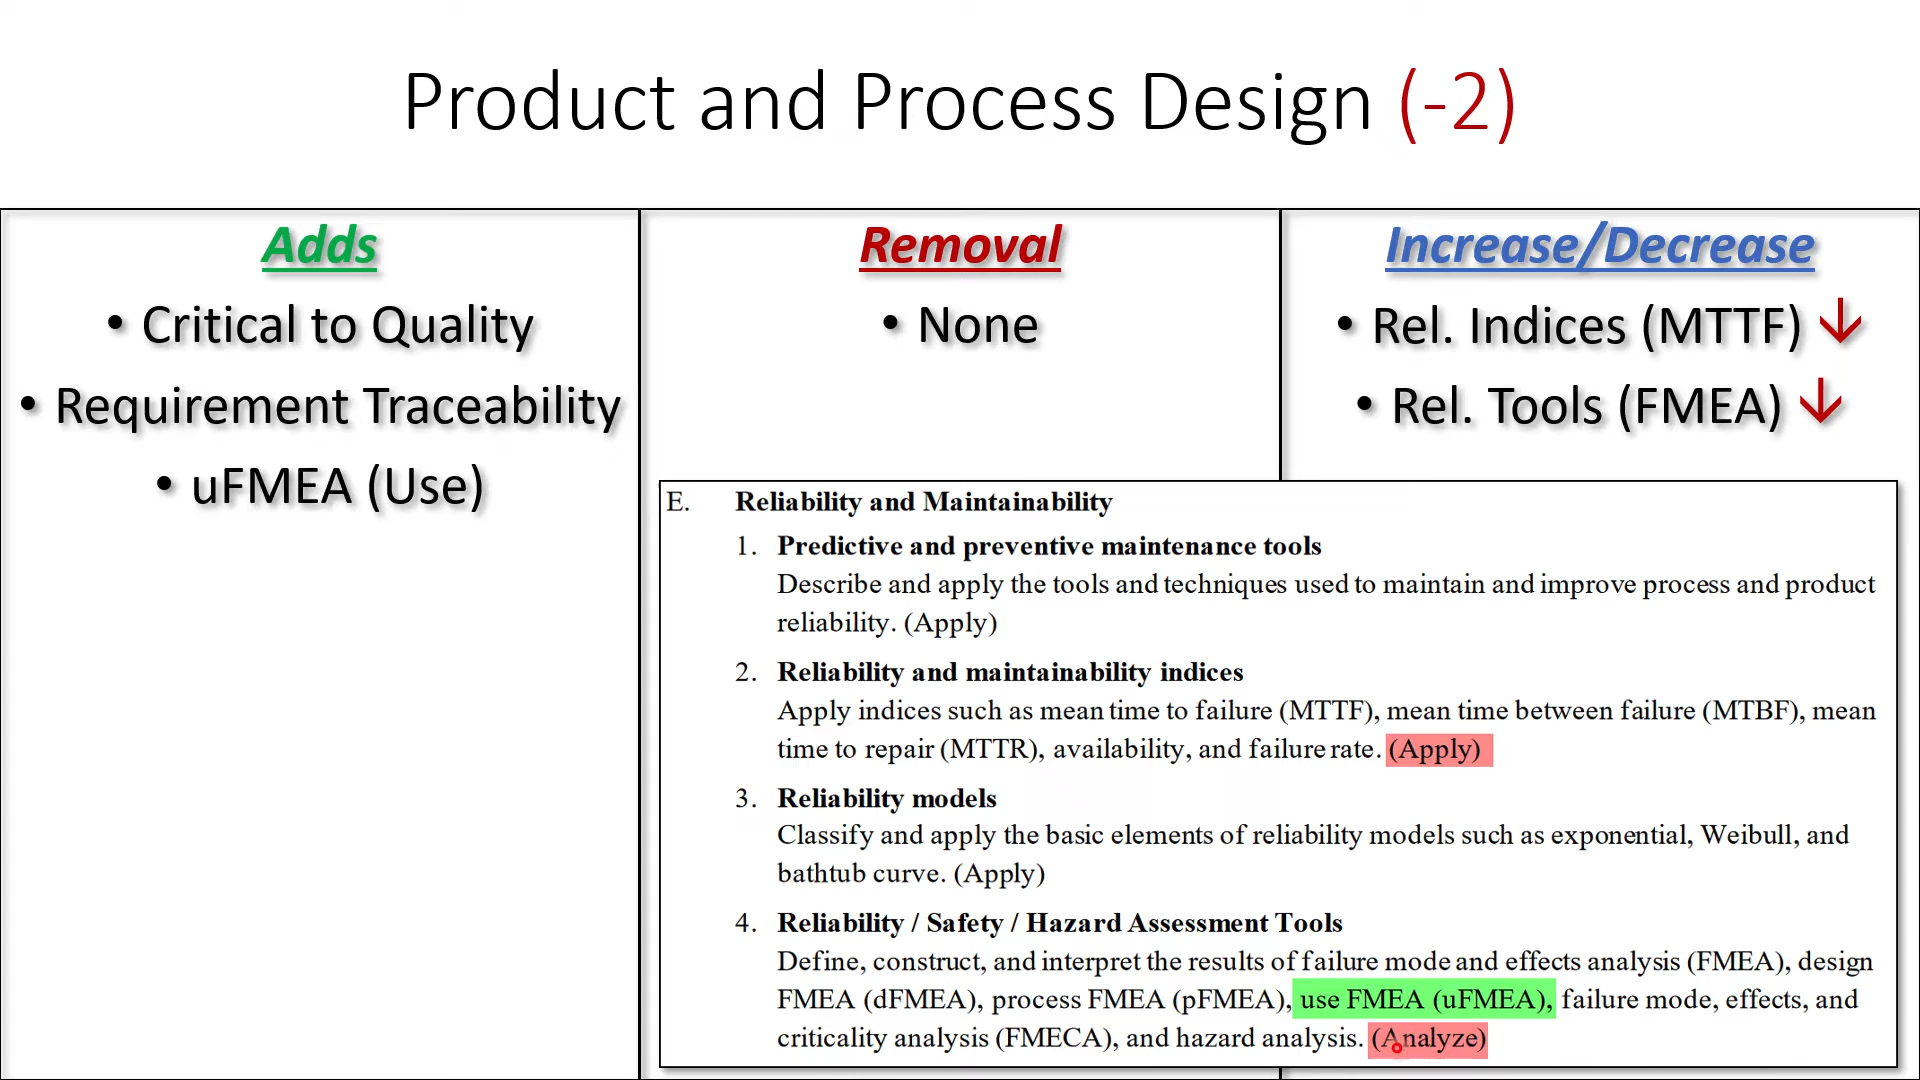 Product and Process Design (-2)
Adds
• Critical to Quality
• Requirement Traceability
• uFMEA (Use)
Removal
• None
Increase/Decrease
• Rel. Indices (MTTF) ↓
• Rel. Tools (FMEA) ↓
E. Reliability and Maintainability
1. Predictive and preventive maintenance tools
Describe and apply the tools and techniques used to maintain and improve process and product
reliability. (Apply)
2. Reliability and maintainability indices
Apply indices such as mean time to failure (MTTF), mean time between failure (MTBF), mean
time to repair (MTTR), availability, and failure rate. (Apply)
3. Reliability models
Classify and apply the basic elements of reliability models such as exponential, Weibull, and
bathtub curve. (Apply)
4. Reliability / Safety / Hazard Assessment Tools
Define, construct, and interpret the results of failure mode and effects analysis (FMEA), design
FMEA (dFMEA), process FMEA (pFMEA), use FMEA (uFMEA), failure mode, effects, and
criticality analysis (FMECA), and hazard analysis. (Analyze)